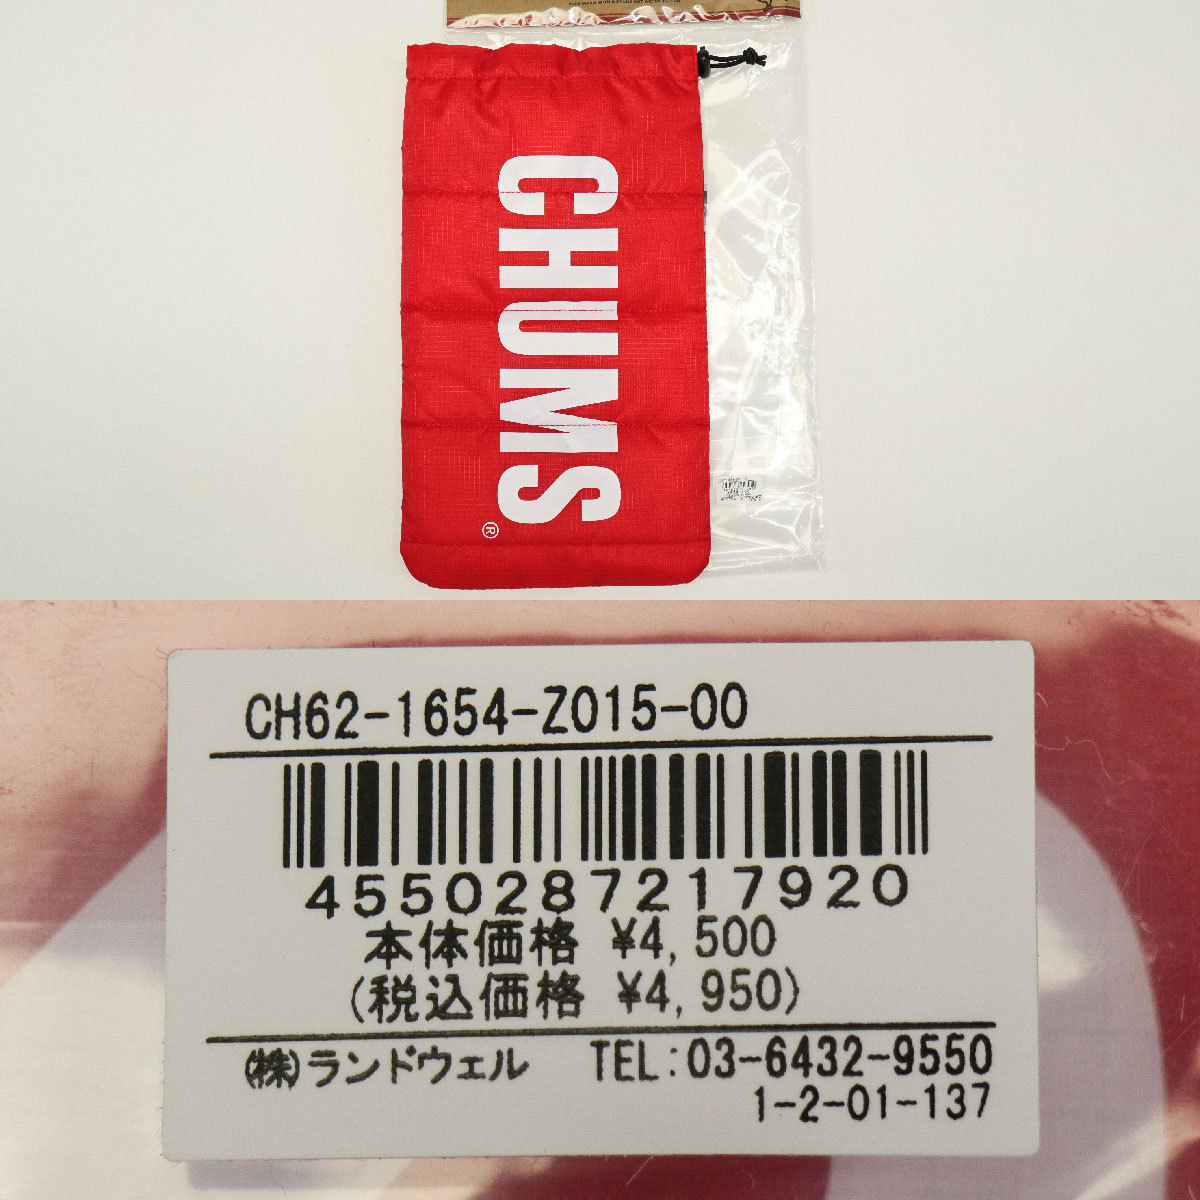 CHUMS
®
CH62-1654-Z015-00
4550287217920
本体価格 ¥4,500
(税込価格 ¥4,950)
(株)ランドウェル TEL:03-6432-9550
1-2-01-137